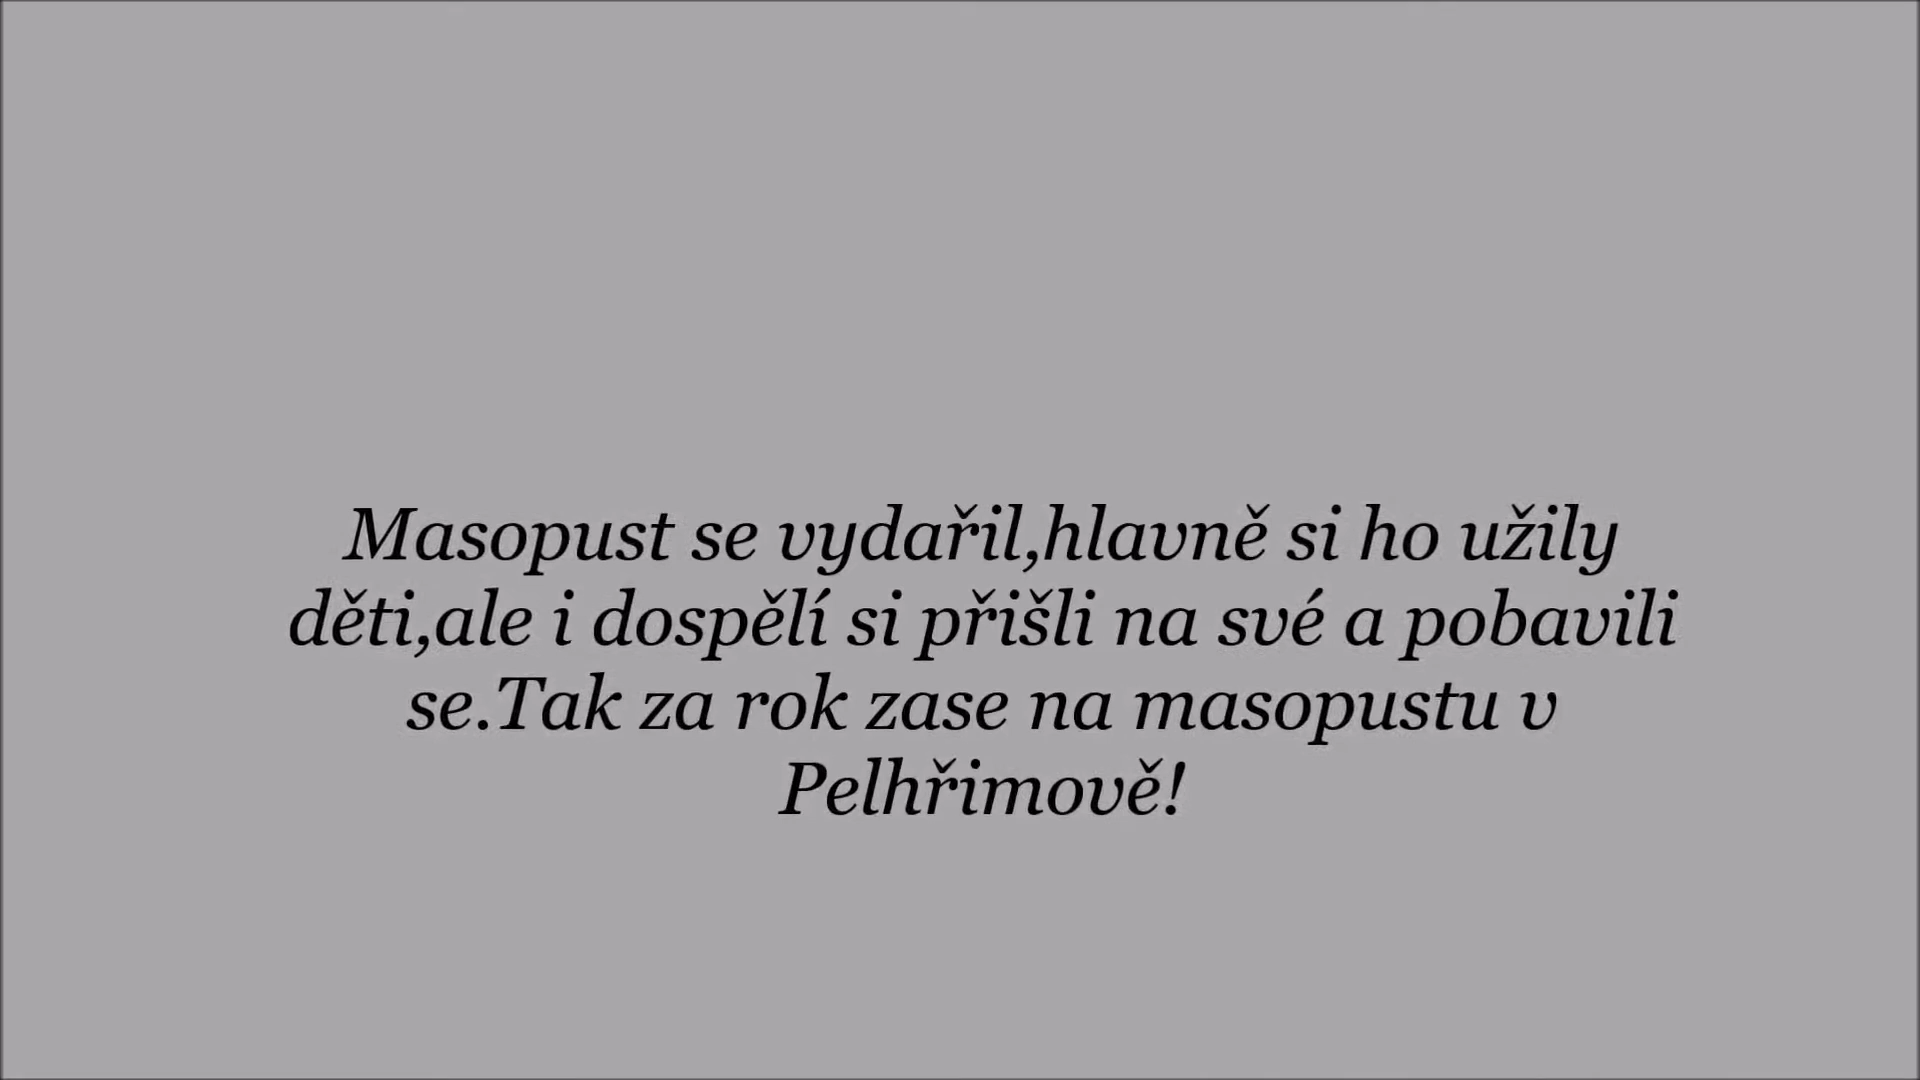 Masopust se vydařil,hlavně si ho užily
děti,ale i dospělí si přišli na své a pobavili
se.Tak za rok zase na masopustu v
Pelhřimově!